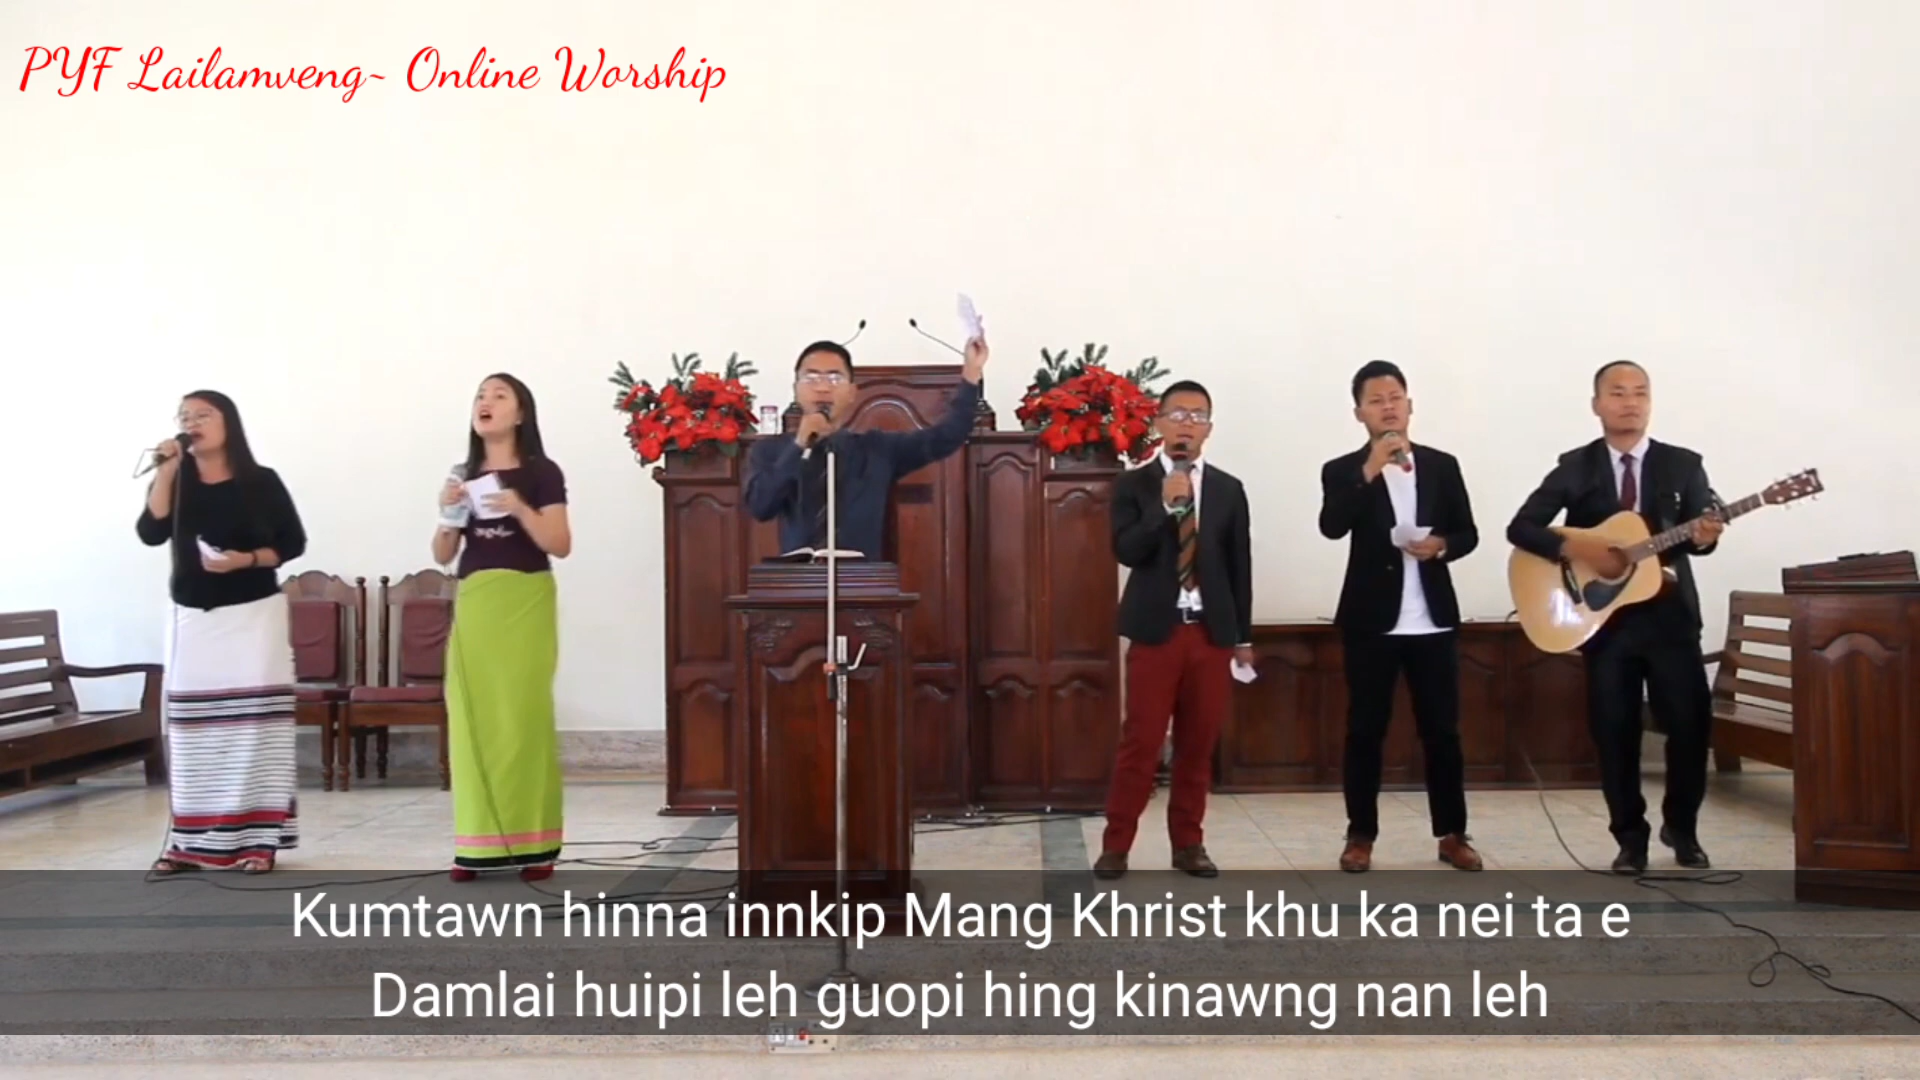 PYF Lailamveng~ Online Worship
Kumtawn hinna innkip Mang Khrist khu ka nei ta e
Damlai huipi leh guopi hing kinawng nan leh